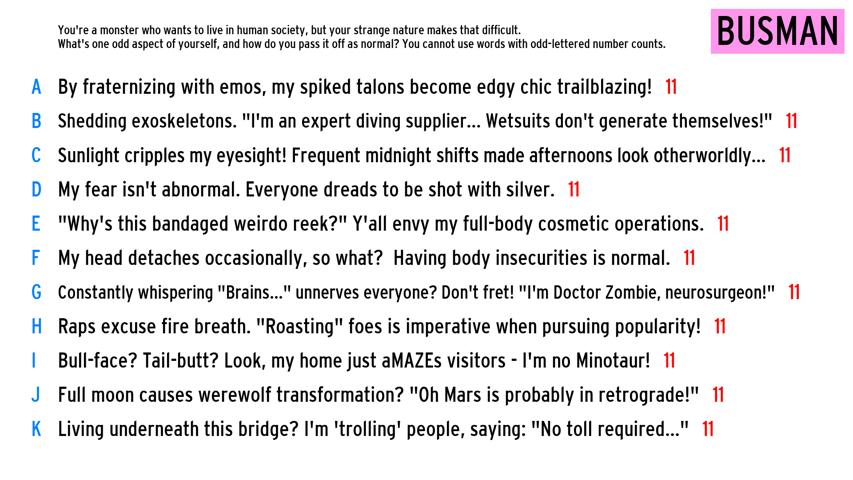 You're a monster who wants to live in human society, but your strange nature makes that difficult.
What's one odd aspect of yourself, and how do you pass it off as normal? You cannot use words with odd-lettered number counts.
BUSMAN
A By fraternizing with emos, my spiked talons become edgy chic trailblazing! 11
B Shedding exoskeletons. "I'm an expert diving supplier... Wetsuits don't generate themselves!" 11
C Sunlight cripples my eyesight! Frequent midnight shifts made afternoons look otherworldly... 11
D My fear isn't abnormal. Everyone dreads to be shot with silver. 11
E "Why's this bandaged weirdo reek?" Y'all envy my full-body cosmetic operations. 11
F My head detaches occasionally, so what? Having body insecurities is normal. 11
G Constantly whispering "Brains..." unnerves everyone? Don't fret! "I'm Doctor Zombie, neurosurgeon!" 11
H Raps excuse fire breath. "Roasting" foes is imperative when pursuing popularity! 11
I Bull-face? Tail-butt? Look, my home just aMAZEs visitors - I'm no Minotaur! 11
J Full moon causes werewolf transformation? "Oh Mars is probably in retrograde!" 11
K Living underneath this bridge? I'm 'trolling' people, saying: "No toll required..." 11